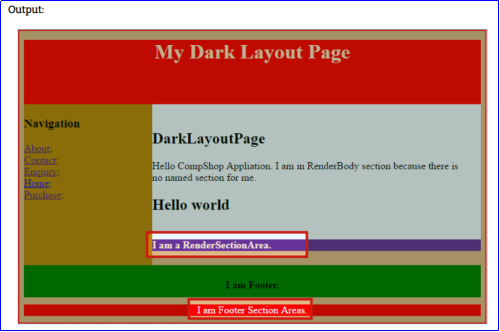 Output:
My Dark Layout Page
Navigation
About;
Contact;
Enquiry;
Home;
Purchase;
DarkLayoutPage
Hello CompShop Appliation. I am in RenderBody section because there is
no named section for me.
Hello world
I am a RenderSectionArea.
I am Footer.
I am Footer Section Areas.